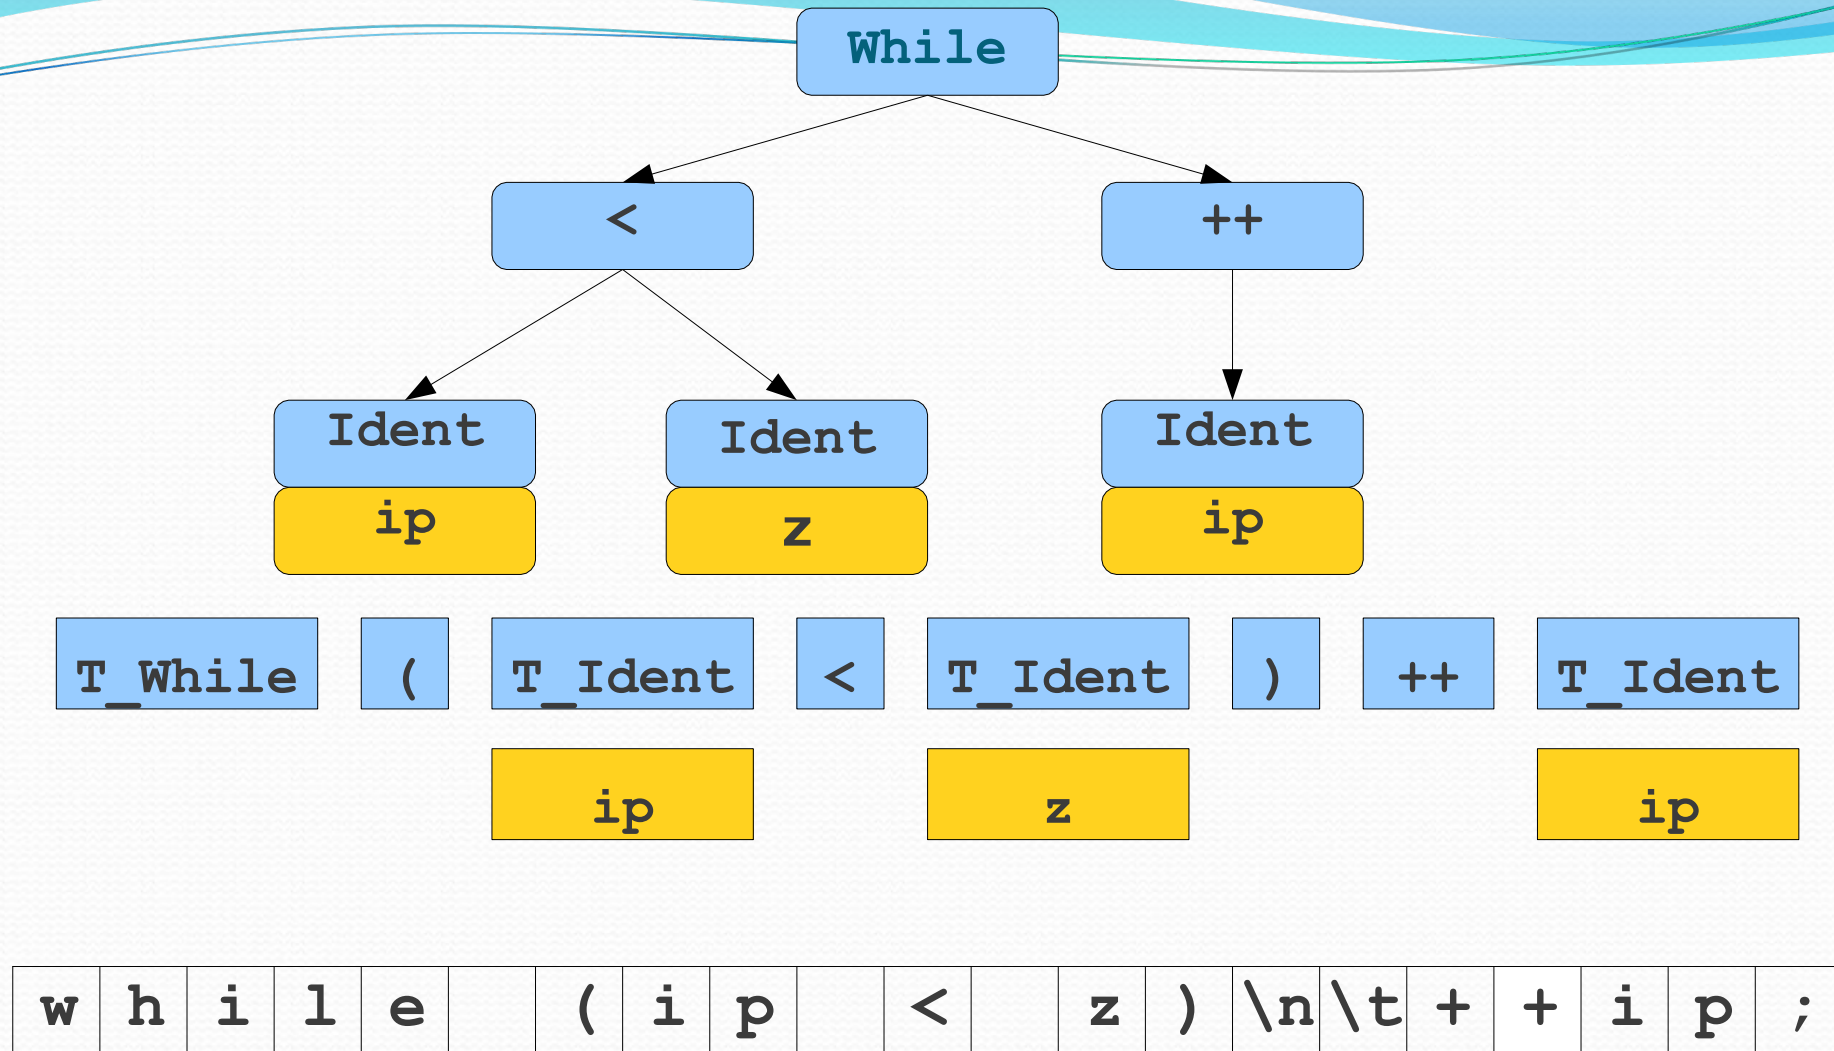 While
< ++
Ident Ident Ident
ip z ip
T_While ( T_Ident < T_Ident ) ++ T_Ident
ip z ip
w h i l e ( i p < z ) \n \t + + i p ;